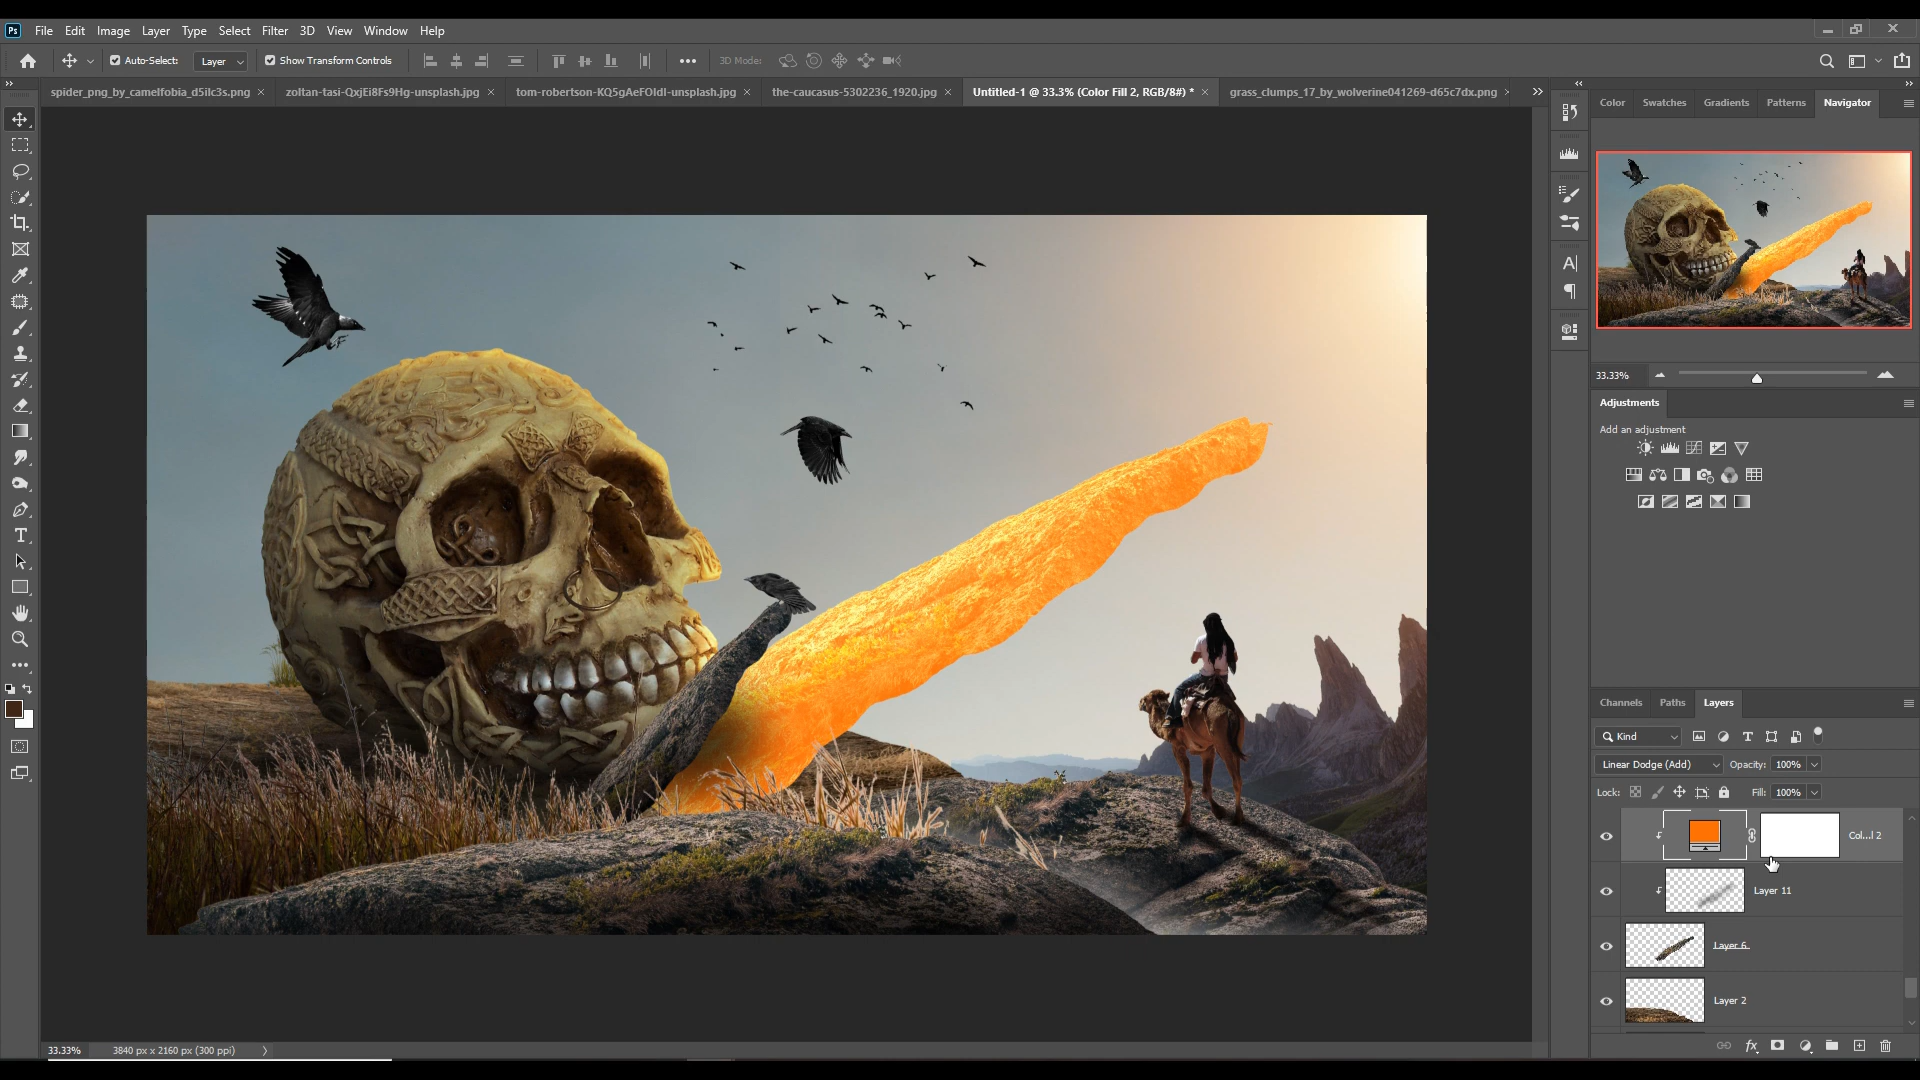 Ps File Edit Image Layer Type Select Filter 3D View Window Help
Auto-Select: Layer Show Transform Controls 3D Mode:
spider_png_by_camelfobia_d5ilc3s.png × zoltan-tasi-QxjEi8Fs9Hg-unsplash.jpg × tom-robertson-KQ5gAeFOIdI-unsplash.jpg × the-caucasus-5302236_1920.jpg × Untitled-1 @ 33.3% (Color Fill 2, RGB/8#) * × grass_clumps_17_by_wolverine041269-d65c7dx.png
Color Swatches Gradients Patterns Navigator
33.33%
Adjustments
Add an adjustment
Channels Paths Layers
Kind
Linear Dodge (Add) Opacity: 100%
Lock: Fill: 100%
Col...l 2
Layer 11
Layer 6
Layer 2
33.33% 3840 px x 2160 px (300 ppi)